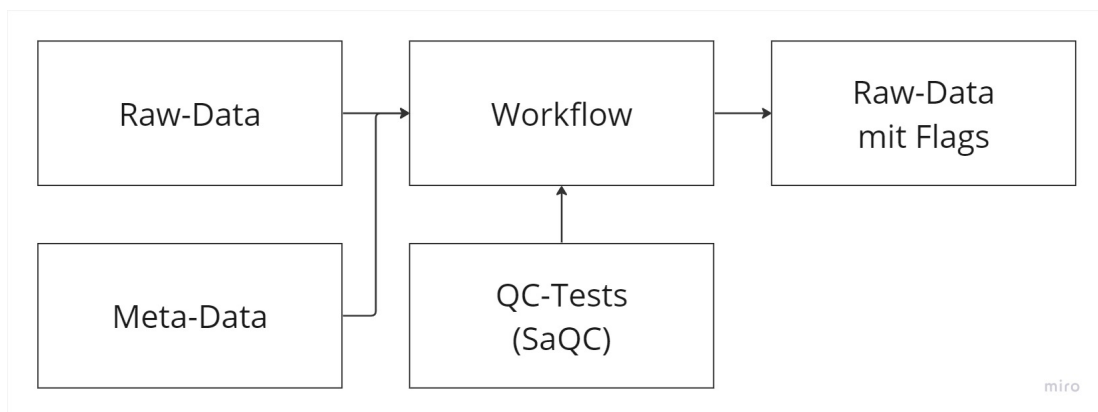 Raw-Data
Workflow
Raw-Data
mit Flags
Meta-Data
QC-Tests
(SaQC)
miro